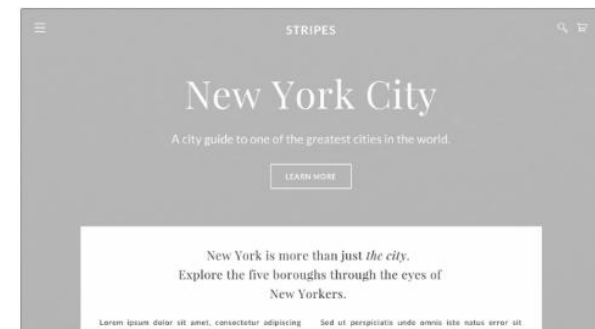 STRIPES
New York City
A city guide to one of the greatest cities in the world.
LEARN MORE
New York is more than just the city.
Explore the five boroughs through the eyes of
New Yorkers.
Lorem ipsum dolor sit amet, consectetur adipiscing
Sed ut perspiciatis unde omnis iste natus error sit